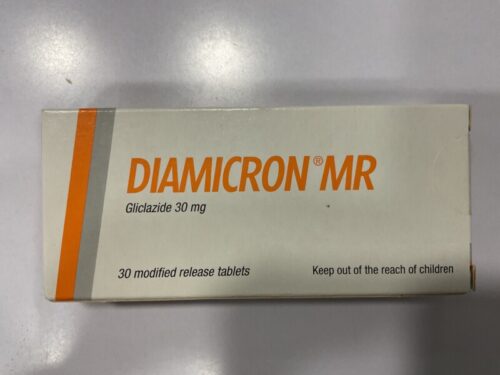 DIAMICRON® MR
Gliclazide 30 mg
30 modified release tablets
Keep out of the reach of children